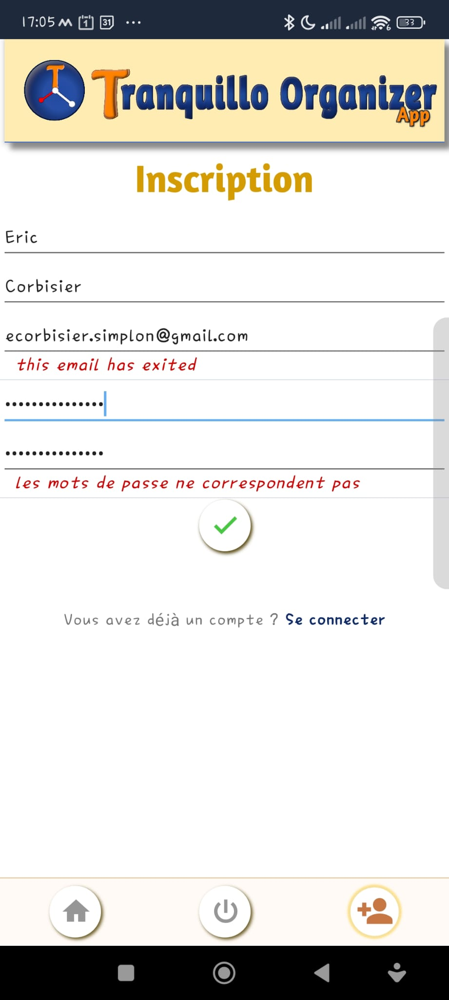 17:05 1 31 ... 6 33
T Tranquillo Organizer
App
Inscription
Eric
Corbisier
ecorbisier.simplon@gmail.com
this email has exited
•••••••••••••••
•••••••••••••••
les mots de passe ne correspondent pas
Vous avez déjà un compte ? Se connecter